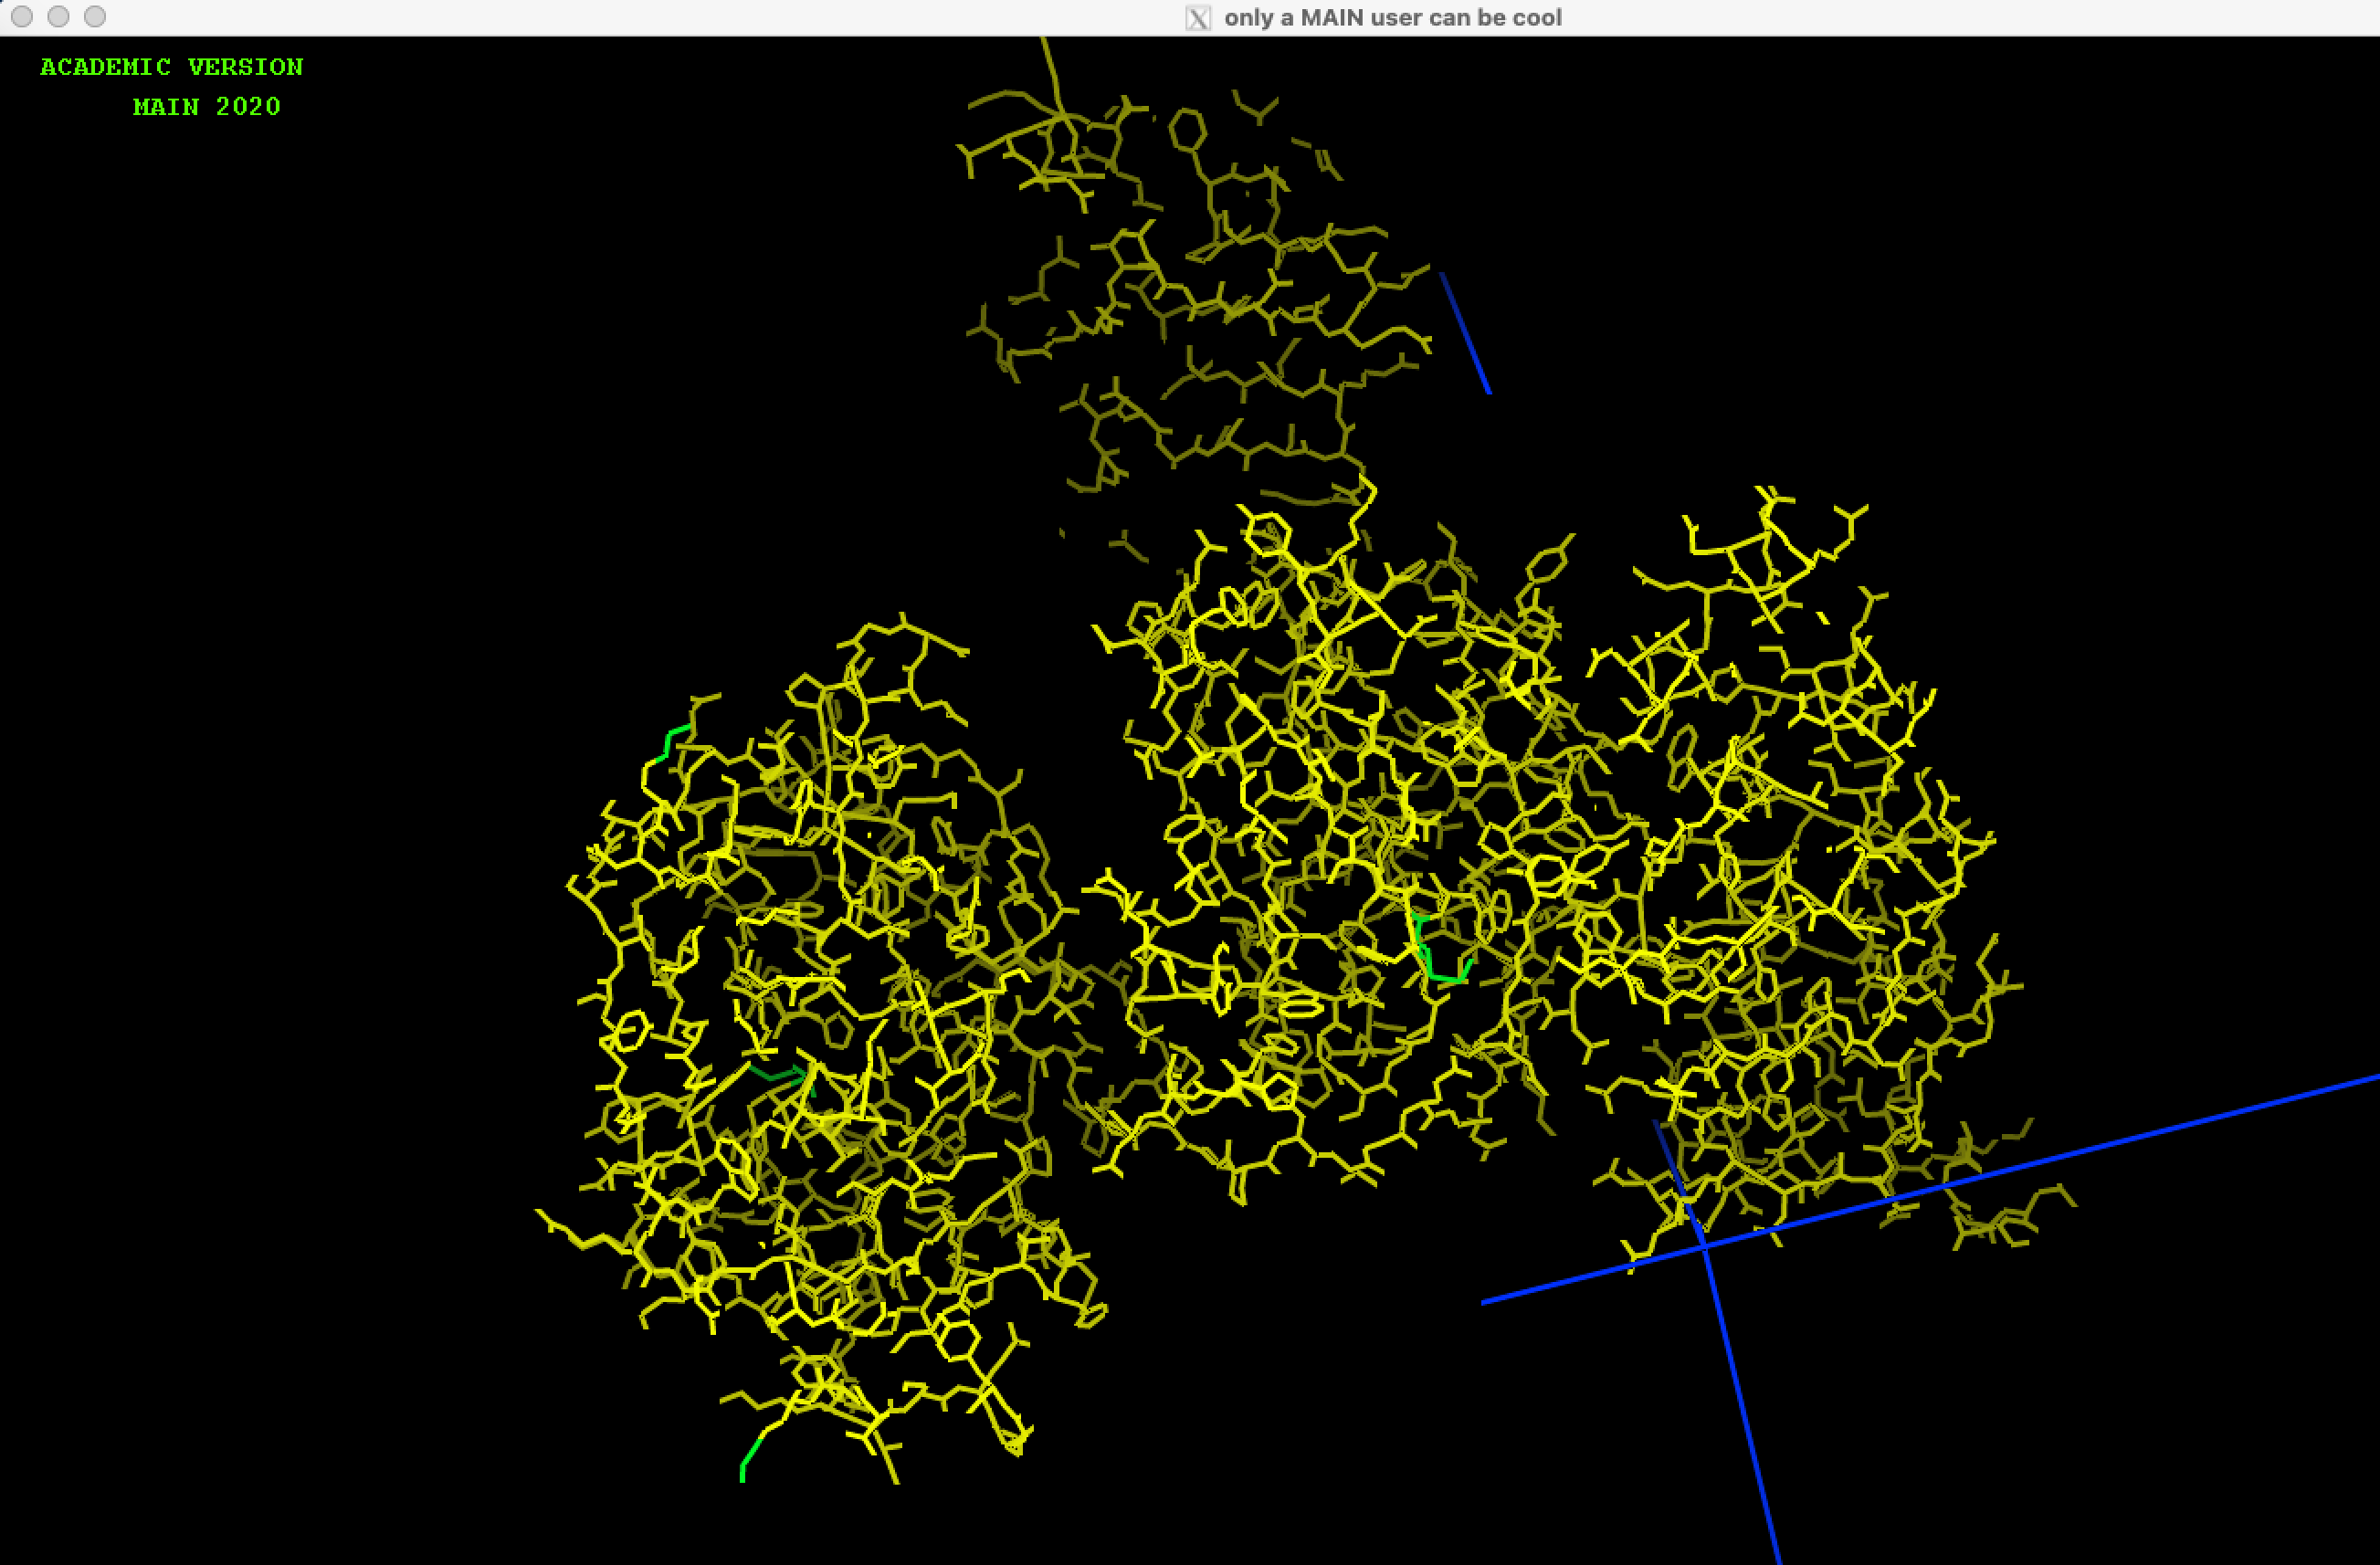 only a MAIN user can be cool
ACADEMIC VERSION
MAIN 2020